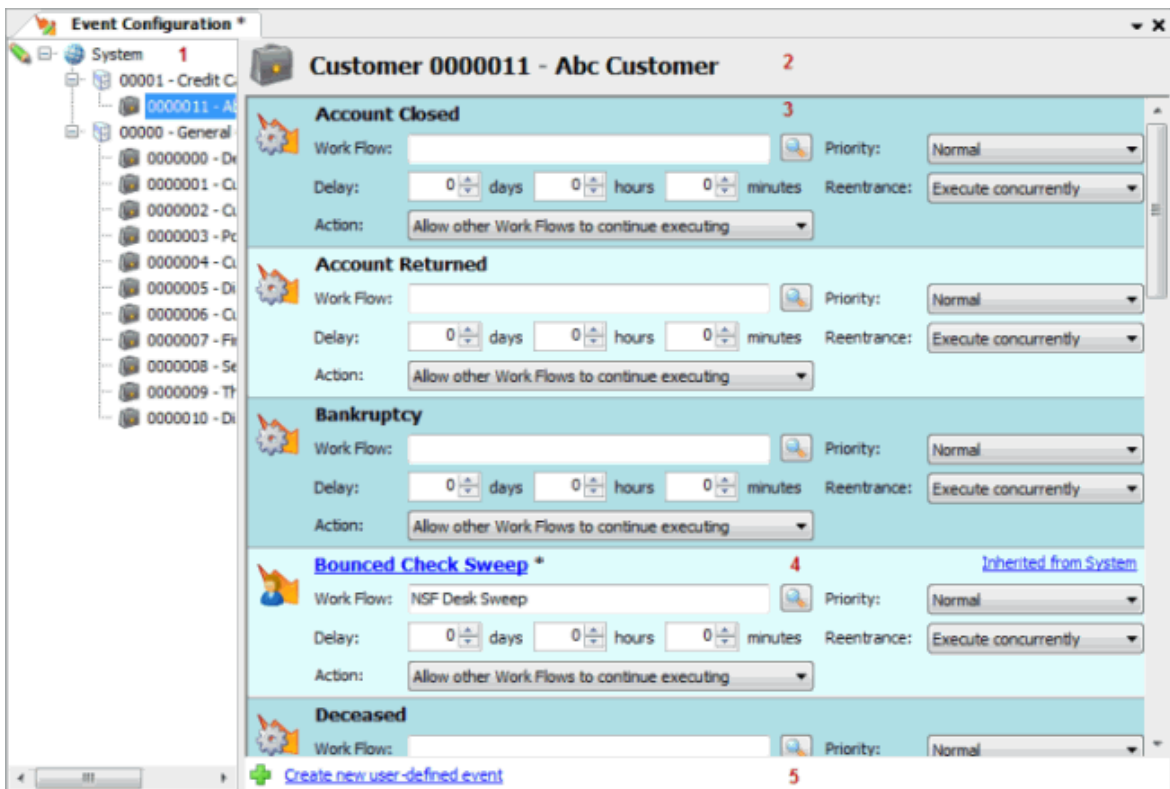 Event Configuration *
System 1
00001 - Credit Ca
0000011 - Ab
00000 - General
0000000 - De
0000001 - Cu
0000002 - Cu
0000003 - Po
0000004 - Cu
0000005 - Di
0000006 - Cu
0000007 - Fir
0000008 - Se
0000009 - Th
0000010 - Di
Customer 0000011 - Abc Customer 2
Account Closed 3
Work Flow: Priority: Normal
Delay: 0 days 0 hours 0 minutes Reentrance: Execute concurrently
Action: Allow other Work Flows to continue executing
Account Returned
Work Flow: Priority: Normal
Delay: 0 days 0 hours 0 minutes Reentrance: Execute concurrently
Action: Allow other Work Flows to continue executing
Bankruptcy
Work Flow: Priority: Normal
Delay: 0 days 0 hours 0 minutes Reentrance: Execute concurrently
Action: Allow other Work Flows to continue executing
Bounced Check Sweep * 4 Inherited from System
Work Flow: NSF Desk Sweep Priority: Normal
Delay: 0 days 0 hours 0 minutes Reentrance: Execute concurrently
Action: Allow other Work Flows to continue executing
Deceased
Work Flow: Priority: Normal
Create new user-defined event 5